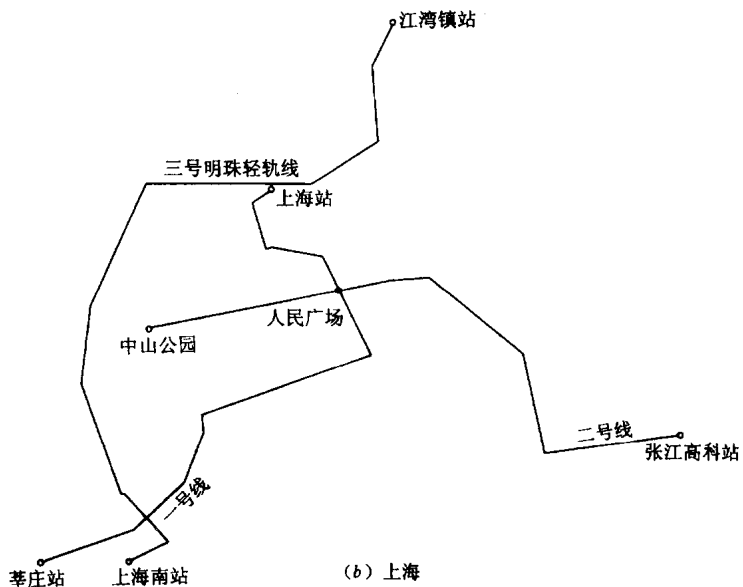 江湾镇站
三号明珠轻轨线
上海站
人民广场
中山公园
二号线
张江高科站
一号线
莘庄站
上海南站
(b) 上海